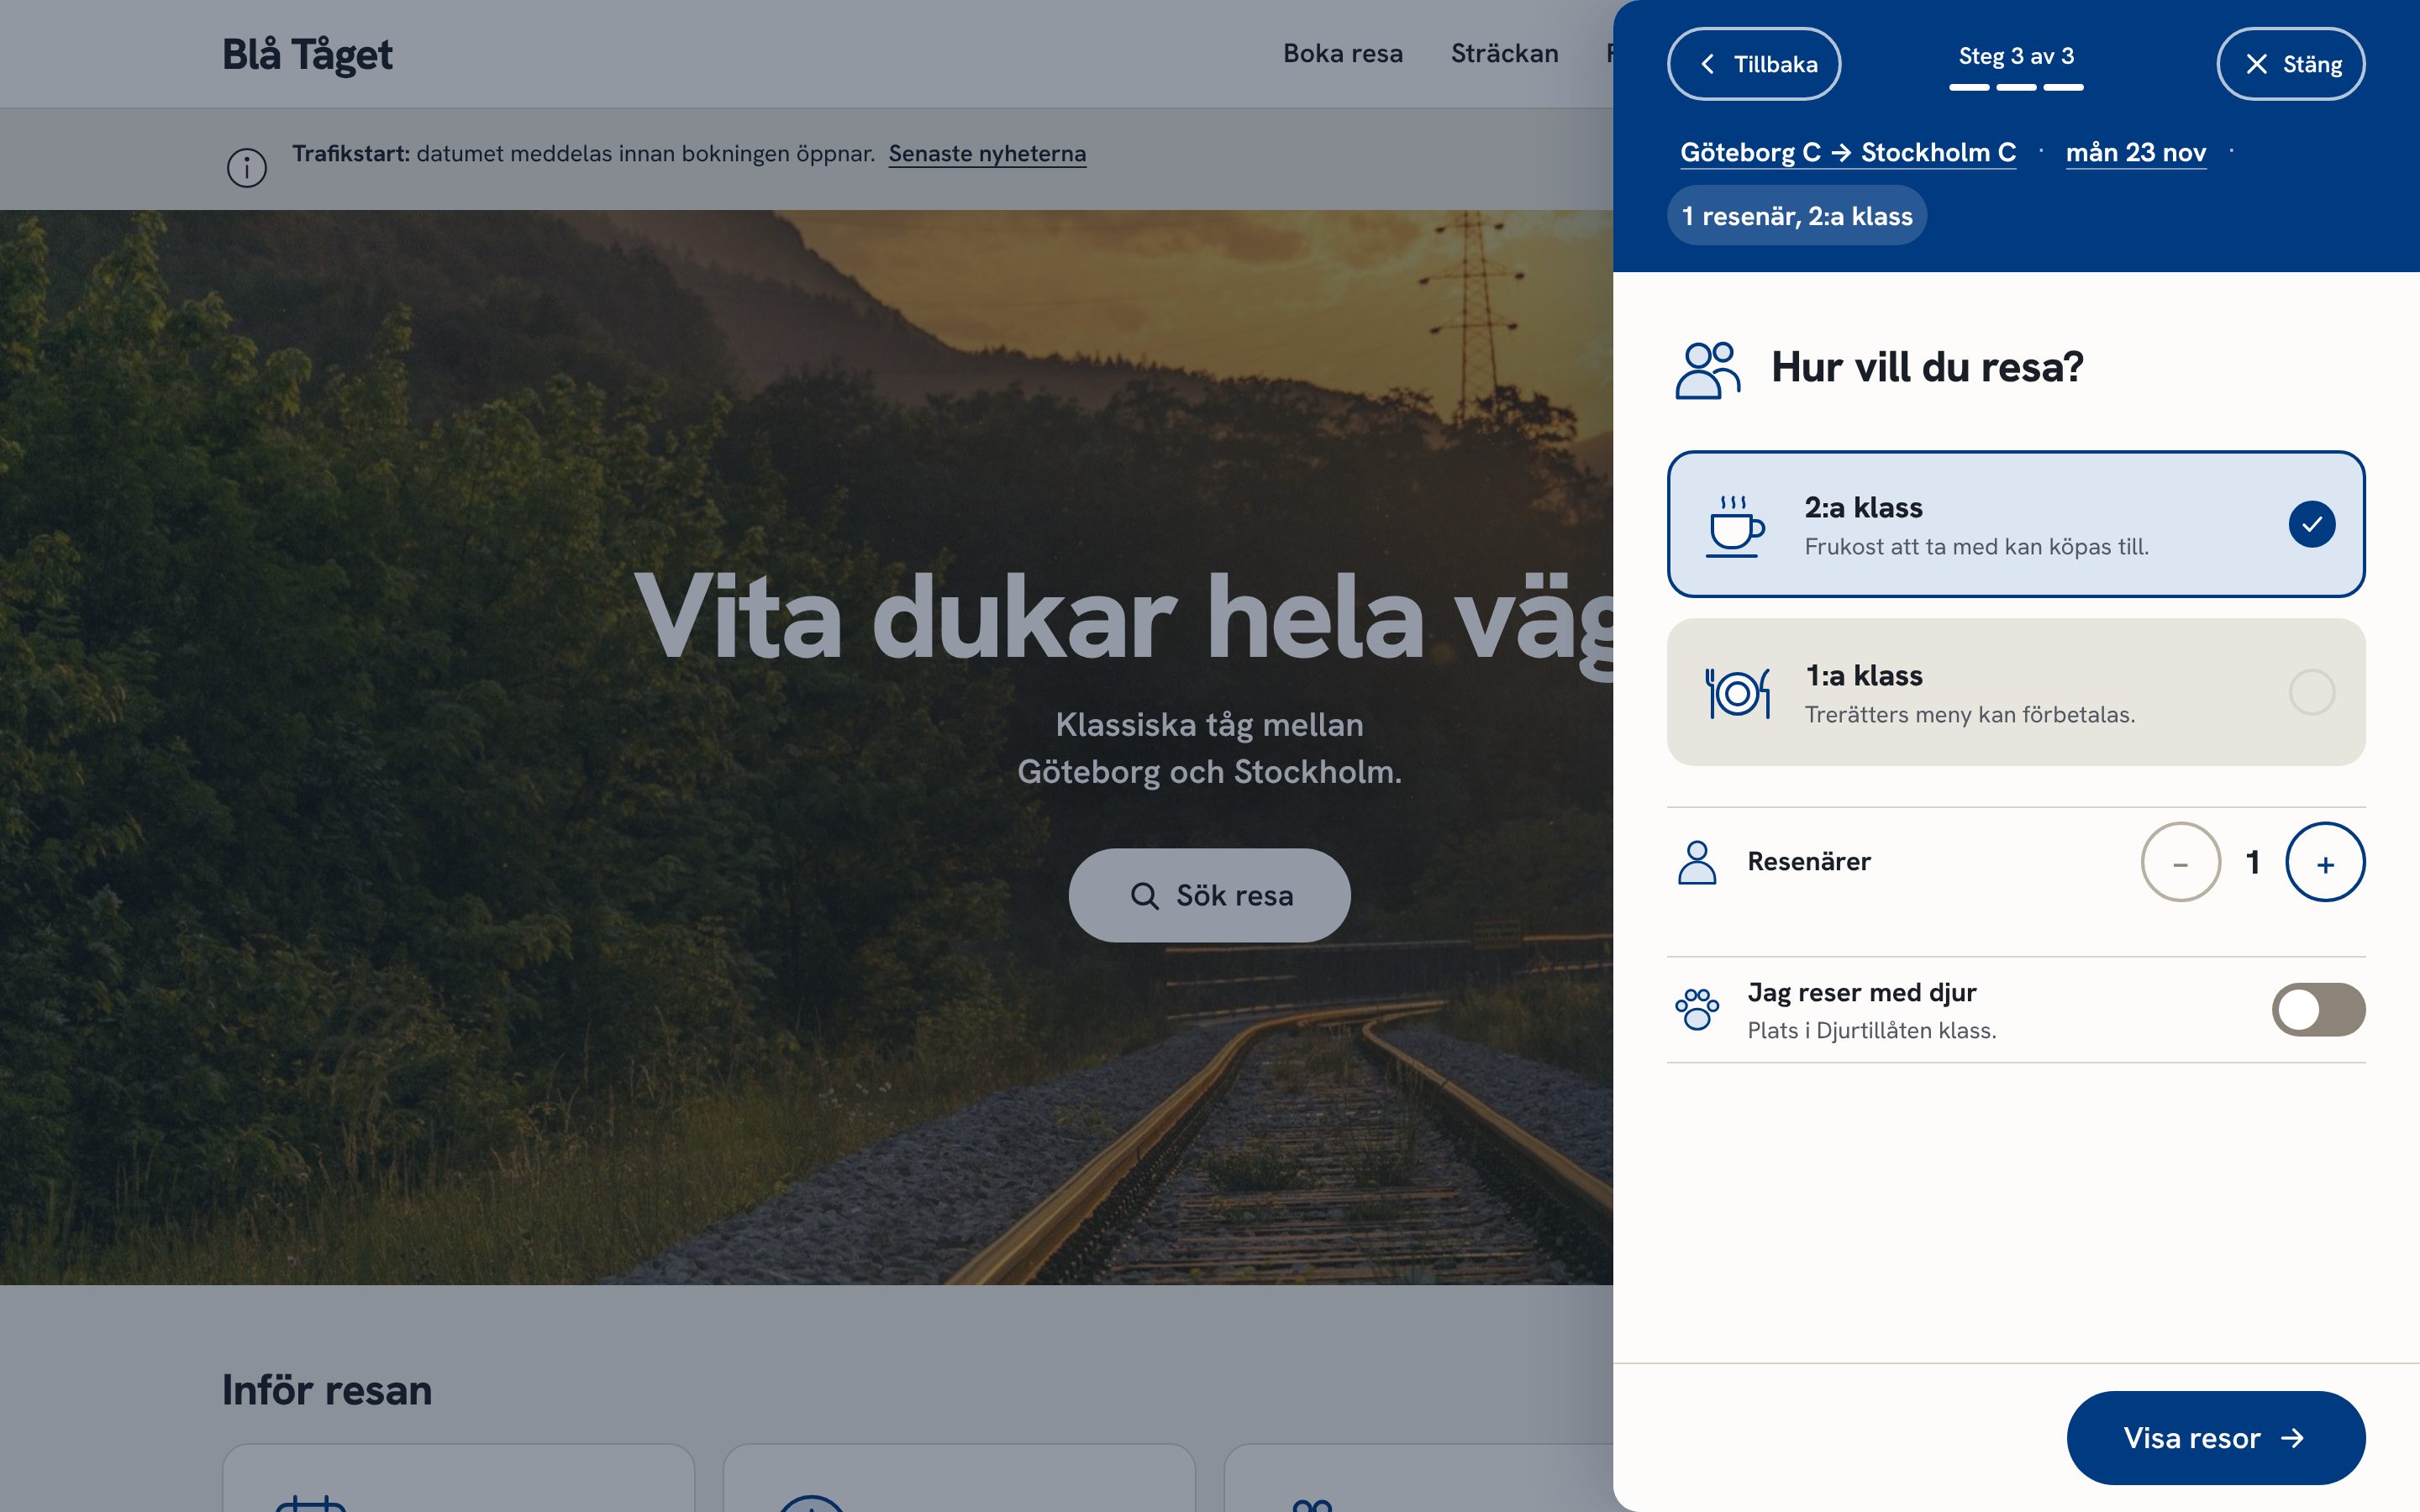 Blå Tåget
Boka resa
Sträckan
Trafikstart: datumet meddelas innan bokningen öppnar. Senaste nyheterna
Vita dukar hela väg
Klassiska tåg mellan
Göteborg och Stockholm.
Sök resa
Inför resan
Tillbaka
Steg 3 av 3
Stäng
Göteborg C → Stockholm C · mån 23 nov ·
1 resenär, 2:a klass
Hur vill du resa?
2:a klass
Frukost att ta med kan köpas till.
1:a klass
Trerätters meny kan förbetalas.
Resenärer
− 1 +
Jag reser med djur
Plats i Djurtillåten klass.
Visa resor →